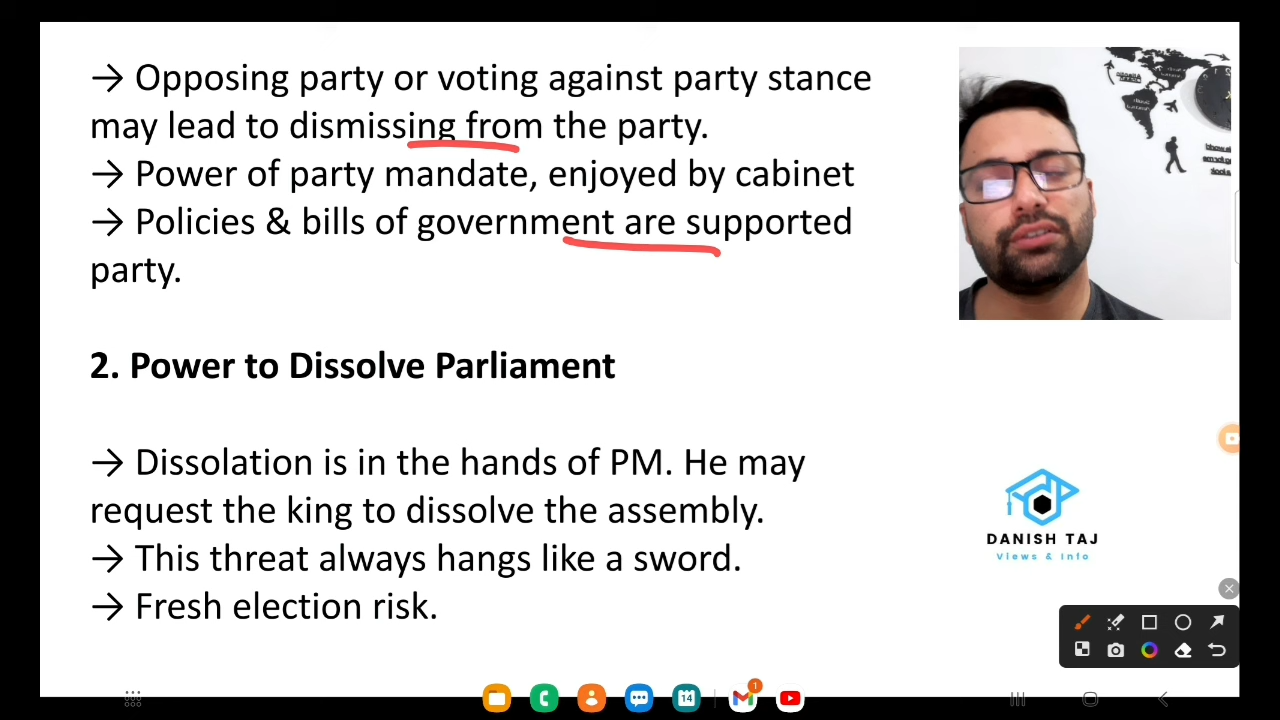 → Opposing party or voting against party stance
may lead to dismissing from the party.
→ Power of party mandate, enjoyed by cabinet
→ Policies & bills of government are supported
party.
2. Power to Dissolve Parliament
→ Dissolation is in the hands of PM. He may
request the king to dissolve the assembly.
→ This threat always hangs like a sword.
→ Fresh election risk.
DANISH TAJ
Views & Info
14
1